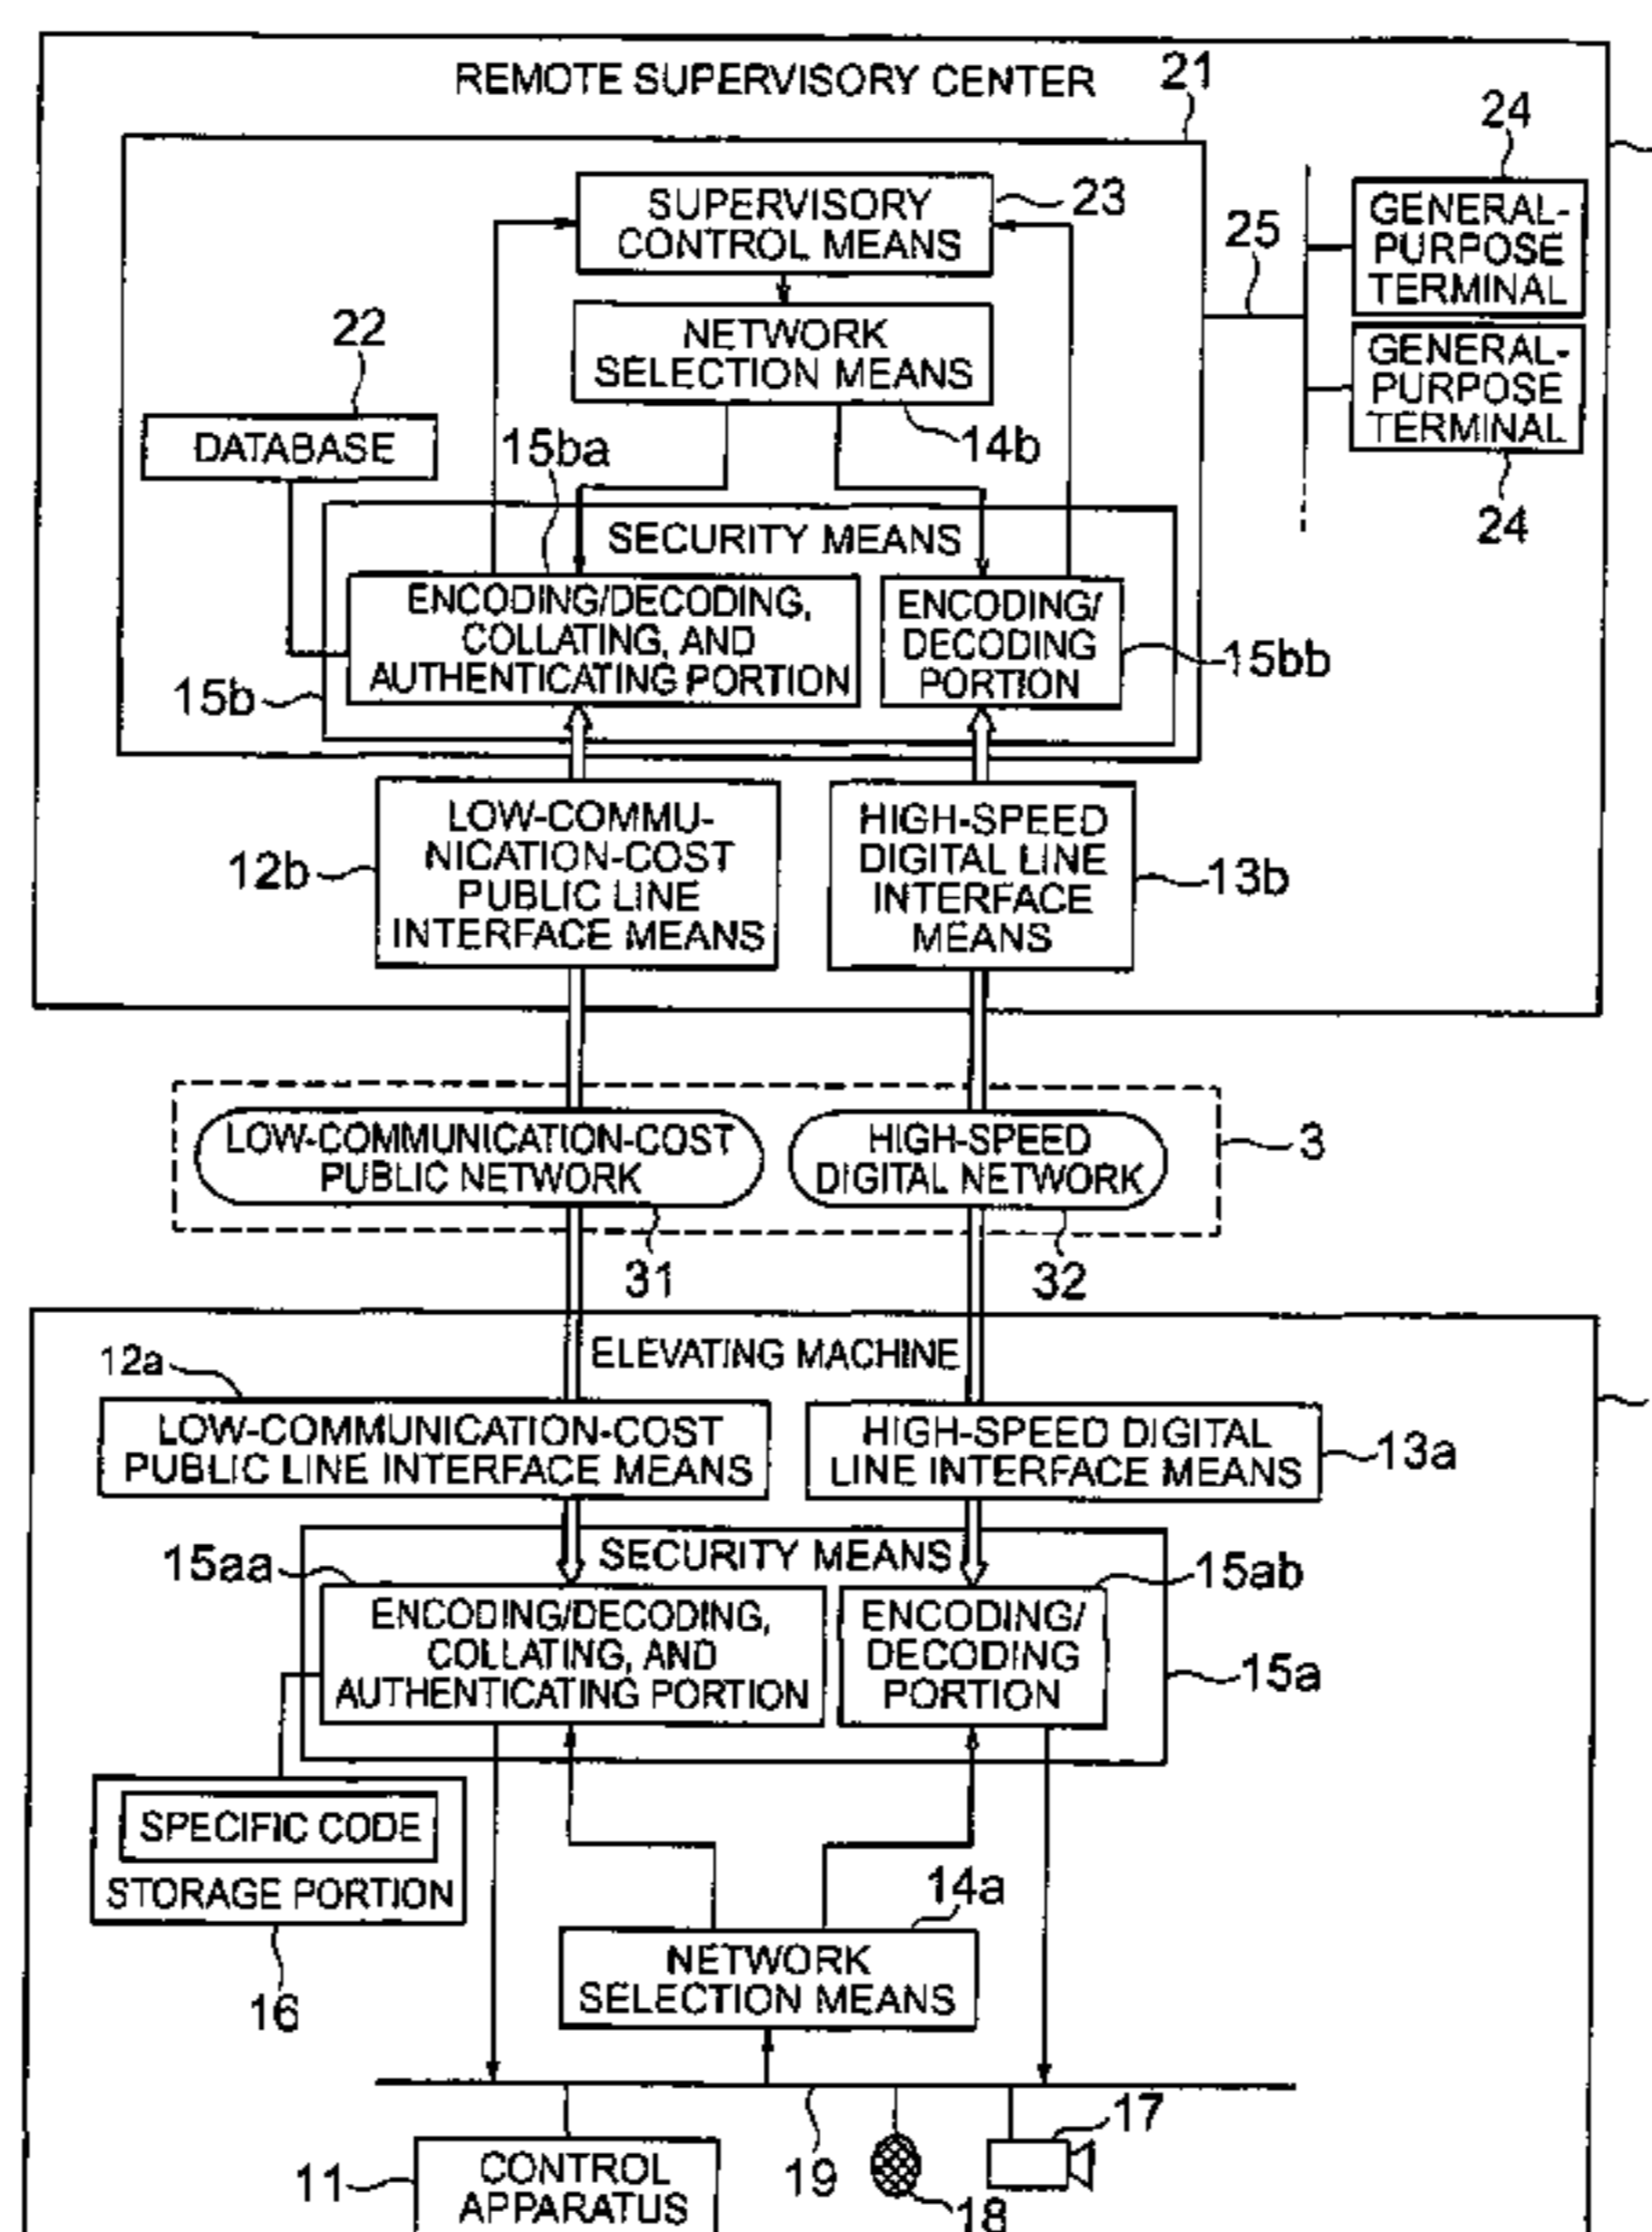 REMOTE SUPERVISORY CENTER
21
24
SUPERVISORY
CONTROL MEANS
23
GENERAL-
PURPOSE
TERMINAL
25
NETWORK
SELECTION MEANS
14b
GENERAL-
PURPOSE
TERMINAL
24
22
DATABASE
15ba
SECURITY MEANS
ENCODING/DECODING,
COLLATING, AND
AUTHENTICATING PORTION
ENCODING/
DECODING
PORTION
15bb
15b
12b
LOW-COMMU-
NICATION-COST
PUBLIC LINE
INTERFACE MEANS
HIGH-SPEED
DIGITAL LINE
INTERFACE
MEANS
13b
LOW-COMMUNICATION-COST
PUBLIC NETWORK
HIGH-SPEED
DIGITAL NETWORK
3
31
32
ELEVATING MACHINE
12a
LOW-COMMUNICATION-COST
PUBLIC LINE INTERFACE MEANS
HIGH-SPEED DIGITAL
LINE INTERFACE MEANS
13a
SECURITY MEANS
15aa
15ab
ENCODING/DECODING,
COLLATING, AND
AUTHENTICATING PORTION
ENCODING/
DECODING
PORTION
15a
SPECIFIC CODE
STORAGE PORTION
16
14a
NETWORK
SELECTION MEANS
11
CONTROL
APPARATUS
19
18
17